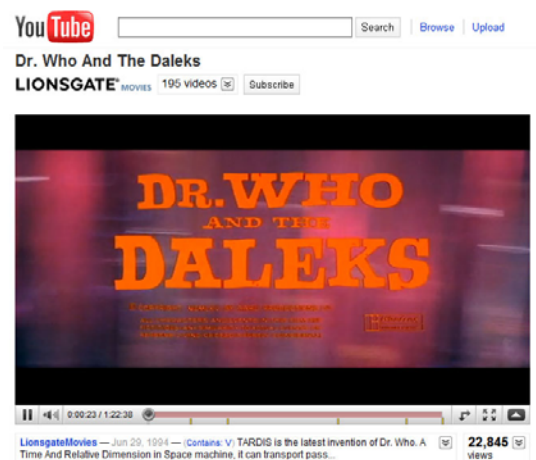 YouTube Search Browse Upload
Dr. Who And The Daleks
LIONSGATE MOVIES 195 videos Subscribe
DR. WHO
AND THE
DALEKS
0:00:23 / 1:22:38
LionsgateMovies — Jun 29, 1994 — (Contains: V) TARDIS is the latest invention of Dr. Who. A 22,845
Time And Relative Dimension in Space machine, it can transport pass... views